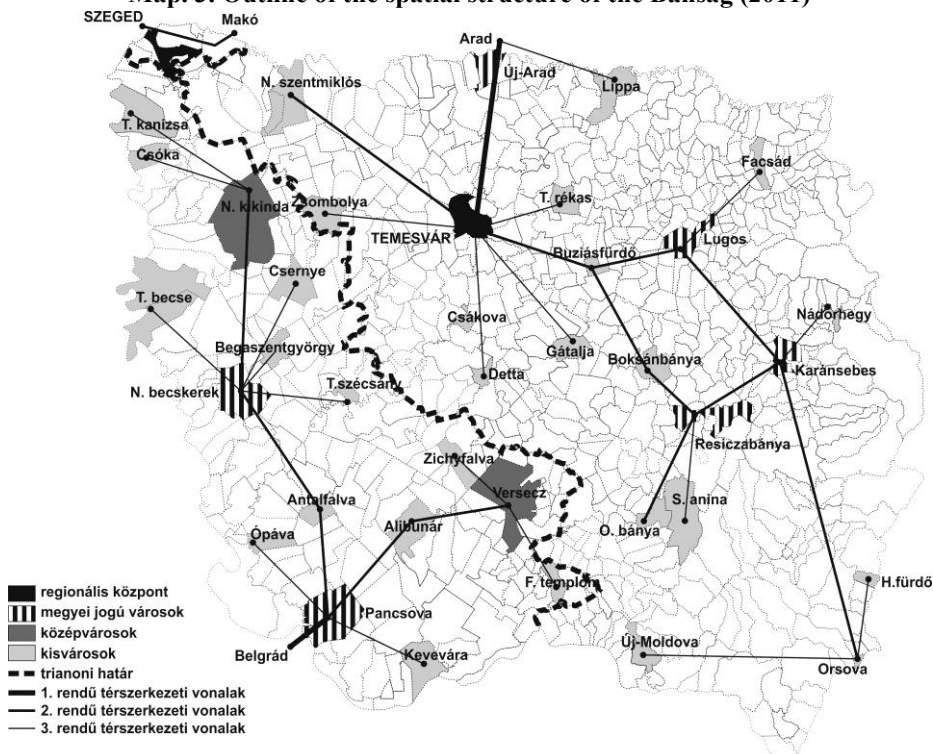 Map. 3: Outline of the spatial structure of the Bánság (2011)
SZEGED
Makó
Arad
Új-Arad
Lippa
N. szentmiklós
T. kanizsa
Csóka
Facsád
N. kikinda
Zsombolya
T. rékas
TEMESVÁR
Lugos
Buziásfürdő
Csernye
T. becse
Nádorhegy
Csákova
Begaszentgyörgy
Gátalja
Boksánbánya
Karánsebes
Detta
N. becskerek
T.szécsány
Resiczabánya
Zichyfalva
Versecz
Antalfalva
S. anina
Alibunár
O. bánya
Ópáva
F. templom
H.fürdő
Pancsova
Új-Moldova
Belgrád
Kevevára
Orsova
regionális központ
megyei jogú városok
középvárosok
kisvárosok
trianoni határ
1. rendű térszerkezeti vonalak
2. rendű térszerkezeti vonalak
3. rendű térszerkezeti vonalak